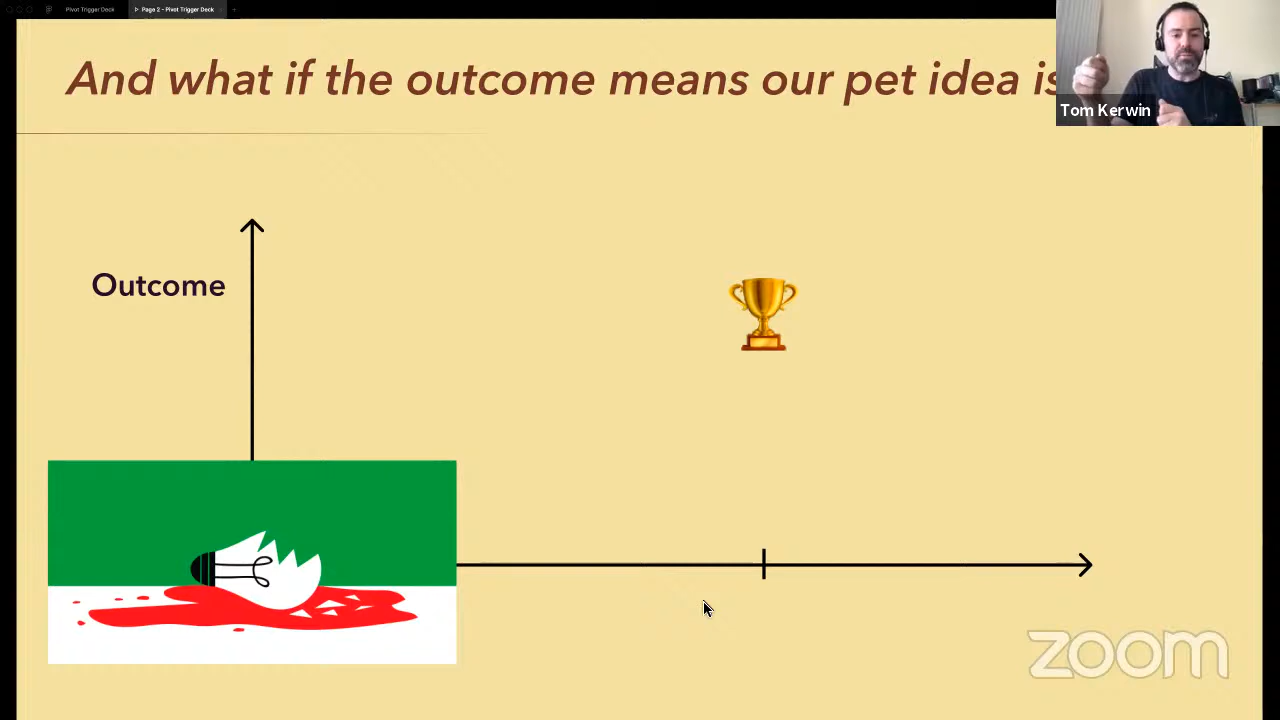 Pivot Trigger Deck
Page 2 - Pivot Trigger Deck
And what if the outcome means our pet idea is
Tom Kerwin
Outcome
zoom